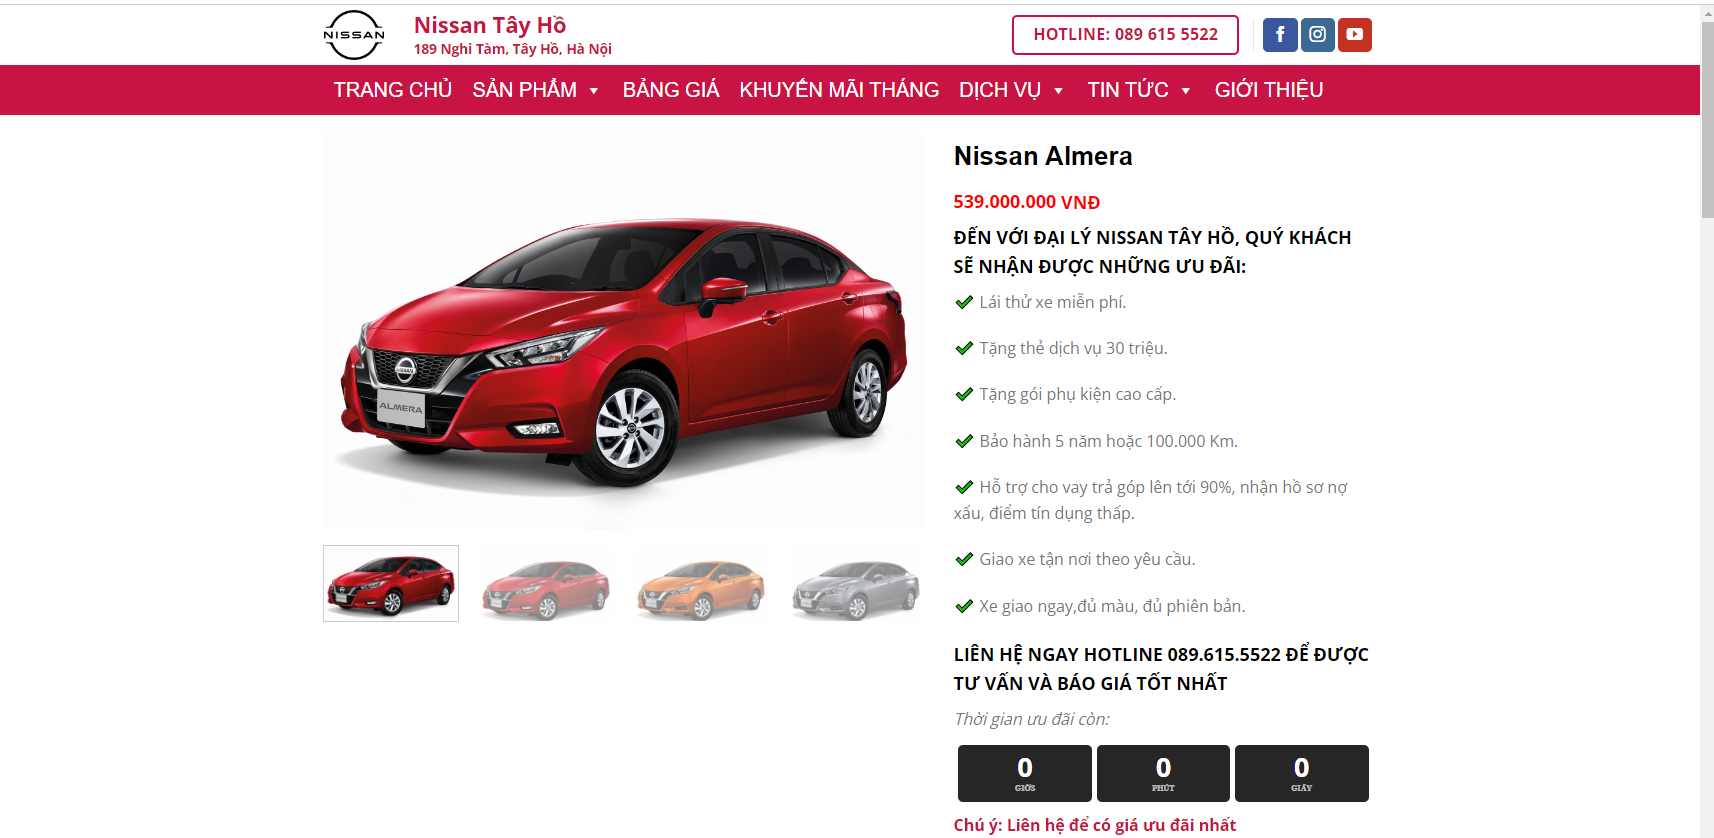 NISSAN
Nissan Tây Hồ
189 Nghi Tàm, Tây Hồ, Hà Nội
HOTLINE: 089 615 5522
TRANG CHỦ SẢN PHẨM BẢNG GIÁ KHUYẾN MÃI THÁNG DỊCH VỤ TIN TỨC GIỚI THIỆU
NISSAN
ALMERA
Nissan Almera
539.000.000 VNĐ
ĐẾN VỚI ĐẠI LÝ NISSAN TÂY HỒ, QUÝ KHÁCH
SẼ NHẬN ĐƯỢC NHỮNG ƯU ĐÃI:
Lái thử xe miễn phí.
Tặng thẻ dịch vụ 30 triệu.
Tặng gói phụ kiện cao cấp.
Bảo hành 5 năm hoặc 100.000 Km.
Hỗ trợ cho vay trả góp lên tới 90%, nhận hồ sơ nợ
xấu, điểm tín dụng thấp.
Giao xe tận nơi theo yêu cầu.
Xe giao ngay,đủ màu, đủ phiên bản.
LIÊN HỆ NGAY HOTLINE 089.615.5522 ĐỂ ĐƯỢC
TƯ VẤN VÀ BÁO GIÁ TỐT NHẤT
Thời gian ưu đãi còn:
0 0 0
GIỜS PHÚT GIÂY
Chú ý: Liên hệ để có giá ưu đãi nhất